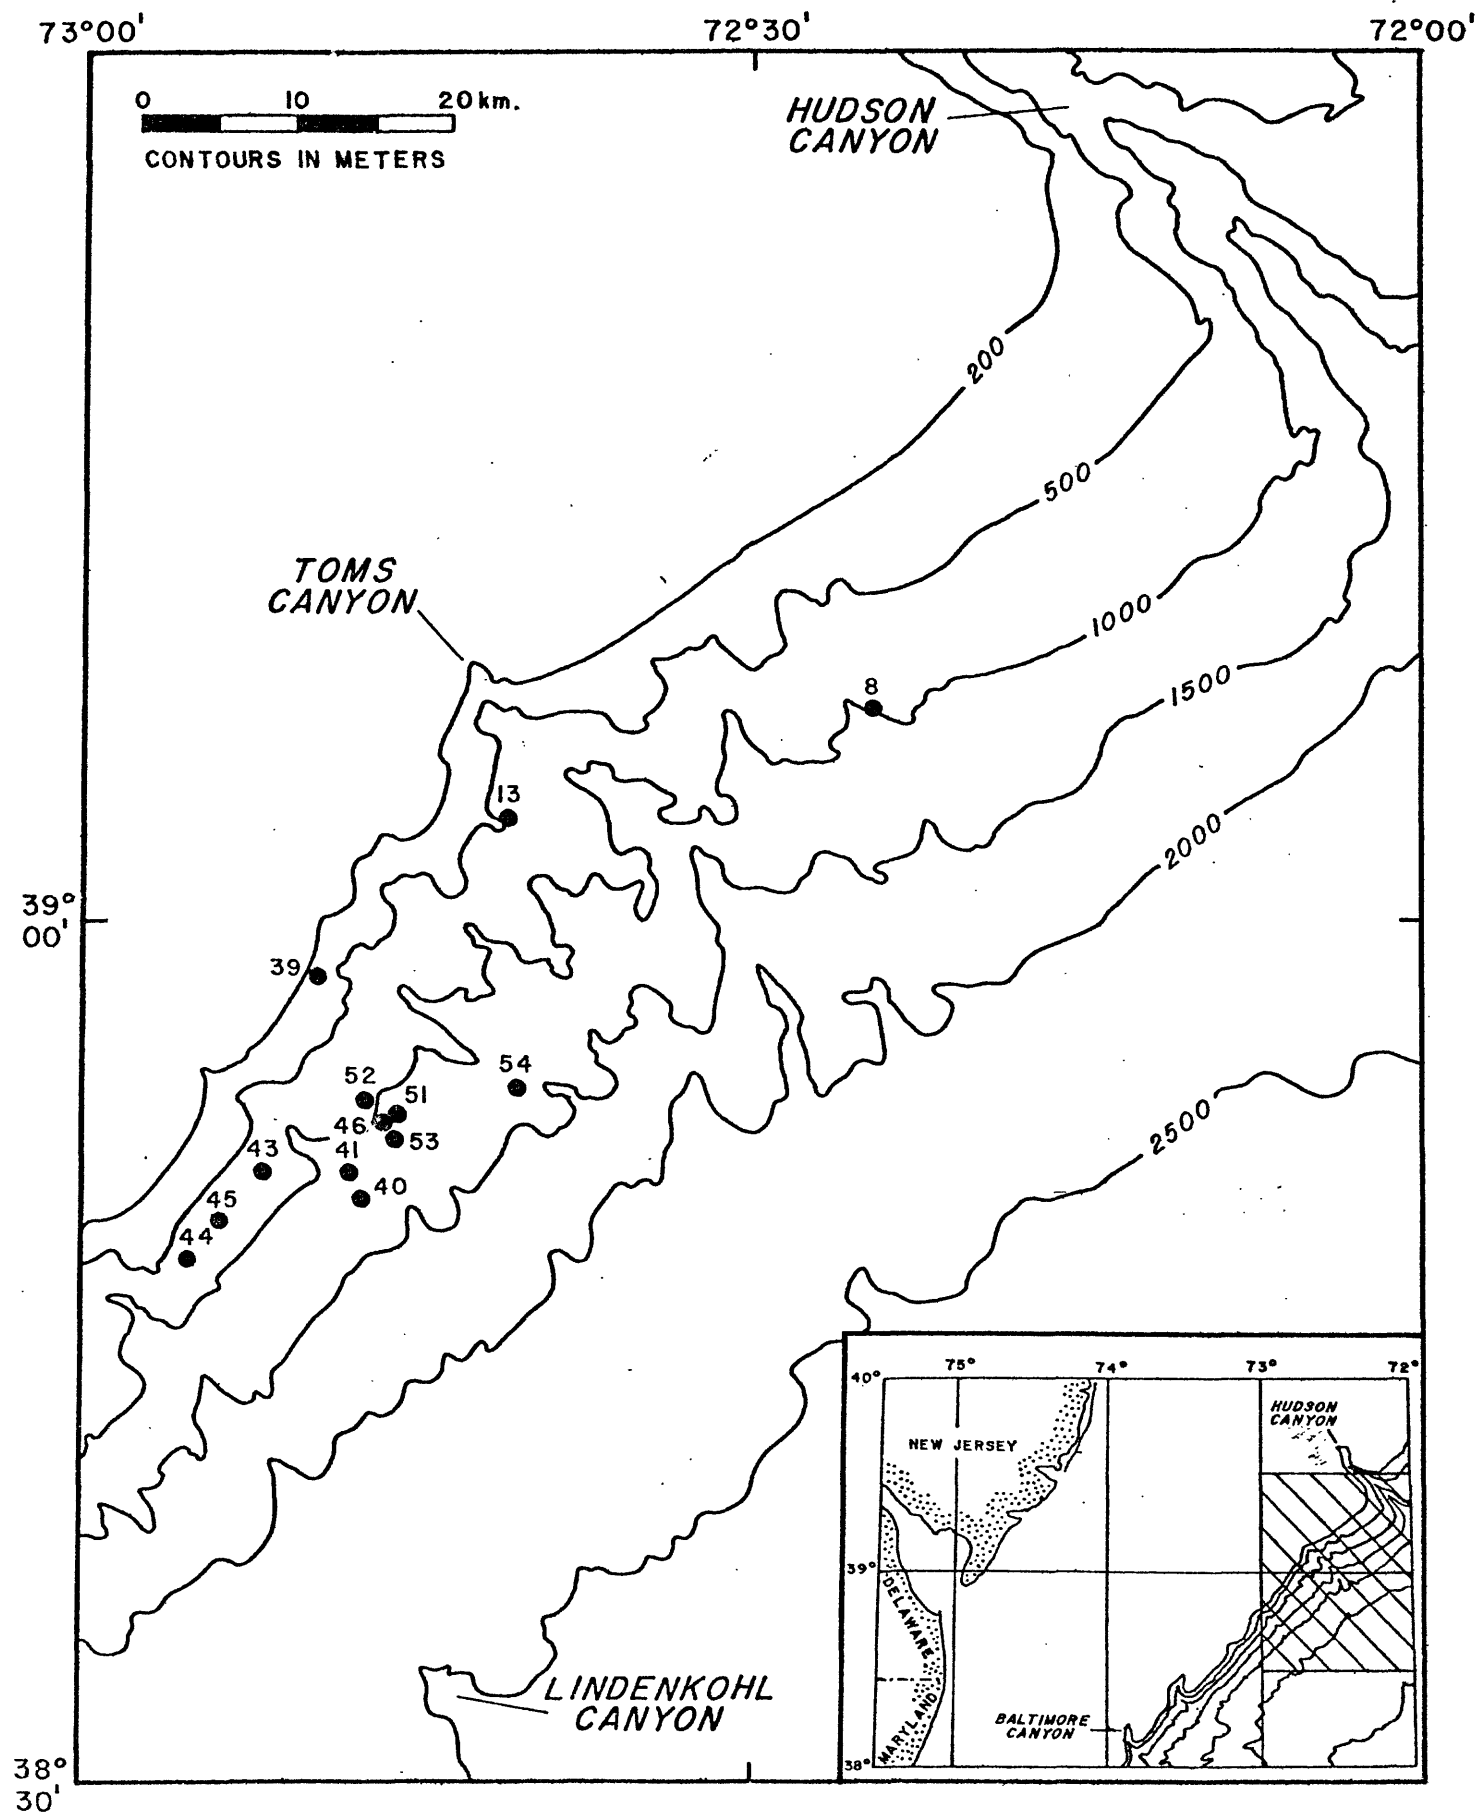 73°00'
72°30'
72°00'
0 10 20 km.
CONTOURS IN METERS
HUDSON
CANYON
200
500
TOMS
CANYON
1000
1500
8
13
2000
39°
00'
39
52
51
54
46
53
2500
43
41
40
45
44
75° 74° 73° 72°
40°
HUDSON
CANYON
NEW JERSEY
39°
DELAWARE
MARYLAND
BALTIMORE
CANYON
38°
LINDENKOHL
CANYON
38°
30'